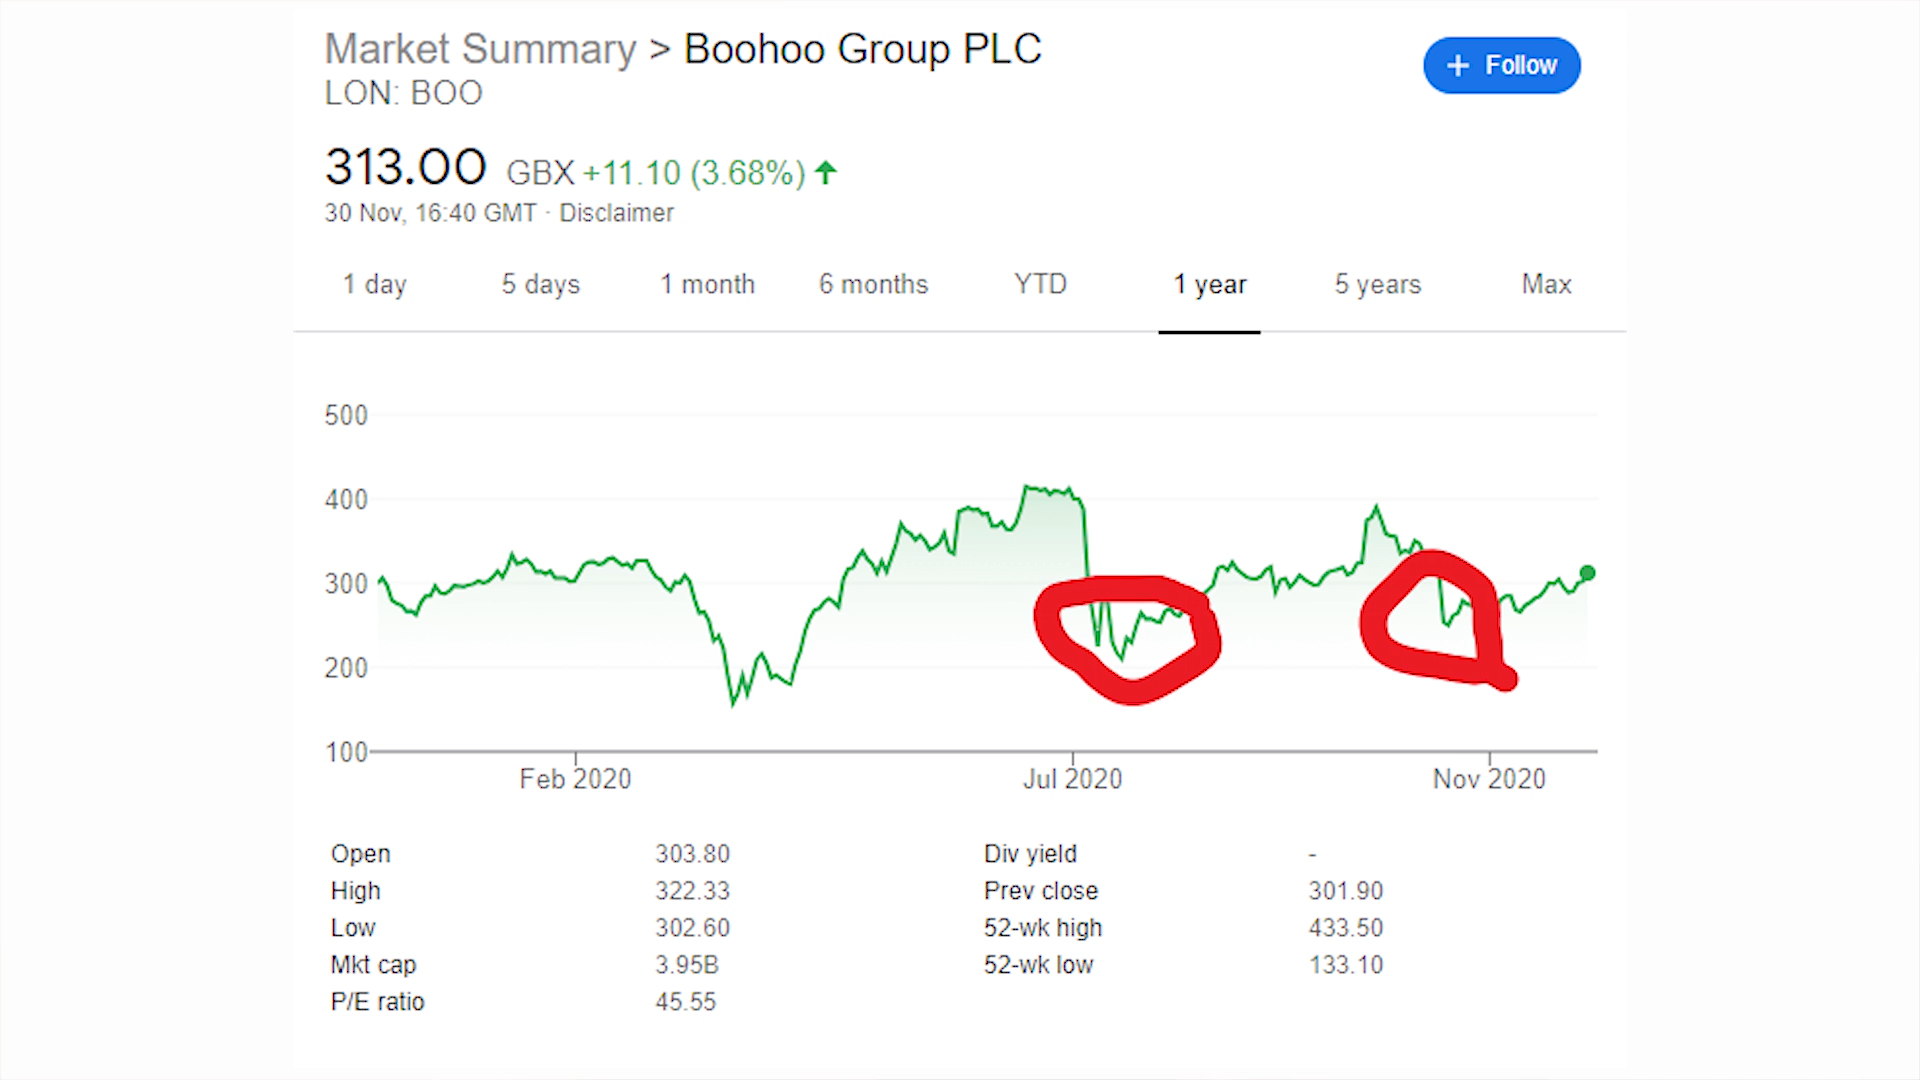 Market Summary > Boohoo Group PLC
LON: BOO
+ Follow
313.00 GBX +11.10 (3.68%)
30 Nov, 16:40 GMT · Disclaimer
1 day 5 days 1 month 6 months YTD 1 year 5 years Max
500
400
300
200
100
Feb 2020 Jul 2020 Nov 2020
Open 303.80 Div yield -
High 322.33 Prev close 301.90
Low 302.60 52-wk high 433.50
Mkt cap 3.95B 52-wk low 133.10
P/E ratio 45.55